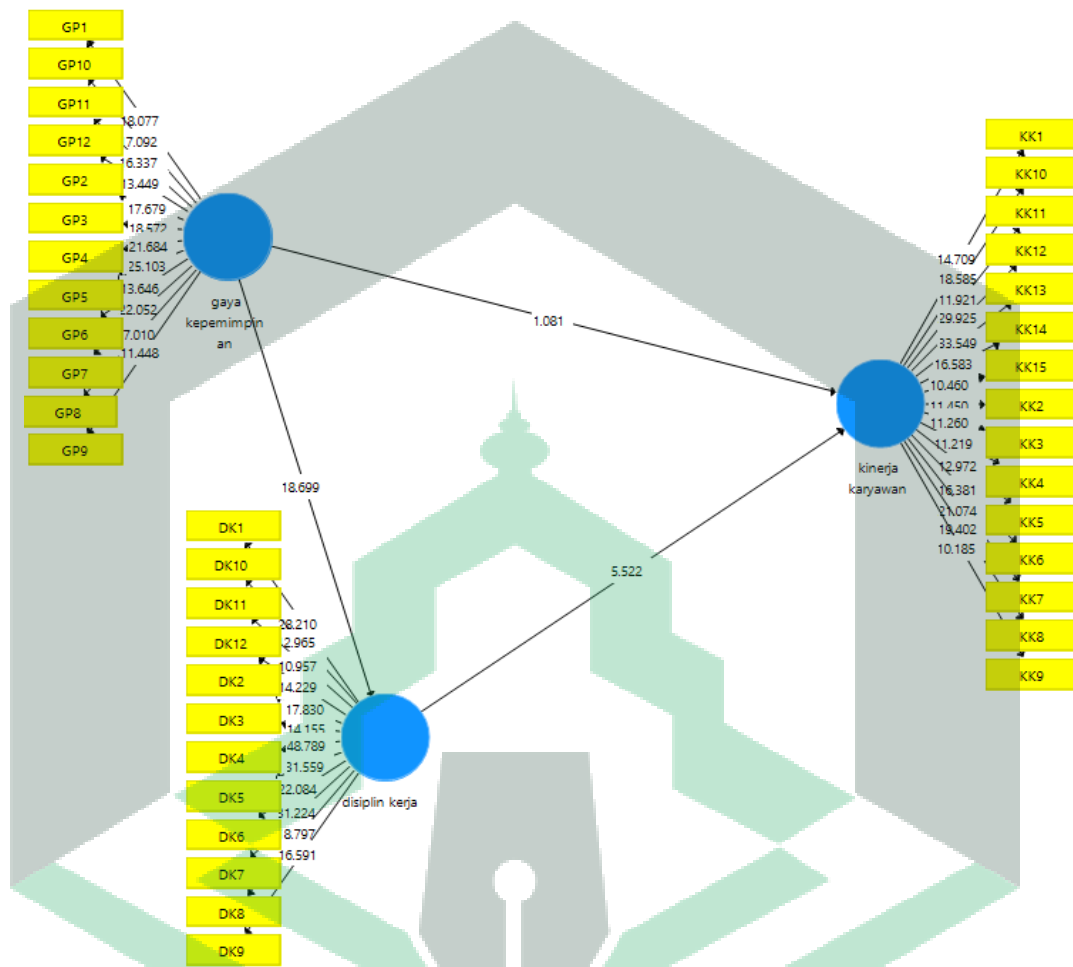 GP1
GP10
GP11
GP12
GP2
GP3
GP4
GP5
GP6
GP7
GP8
GP9
18.077
7.092
16.337
13.449
17.679
18.572
21.684
25.103
13.646
22.052
7.010
11.448
gaya
kepemimpin
an
1.081
18.699
5.522
KK1
KK10
KK11
KK12
KK13
KK14
KK15
KK2
KK3
KK4
KK5
KK6
KK7
KK8
KK9
14.709
18.585
11.921
29.925
33.549
16.583
10.460
11.450
11.260
11.219
12.972
16.381
21.074
19.402
10.185
kinerja
karyawan
DK1
DK10
DK11
DK12
DK2
DK3
DK4
DK5
DK6
DK7
DK8
DK9
28.210
2.965
10.957
14.229
17.830
14.155
48.789
31.559
22.084
31.224
8.797
16.591
disiplin kerja